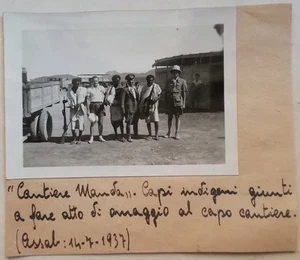 "Cantiere Manda„. Capi indigeni giunti
a fare atto di omaggio al capo cantiere.
(Assab: 14-7-1937)